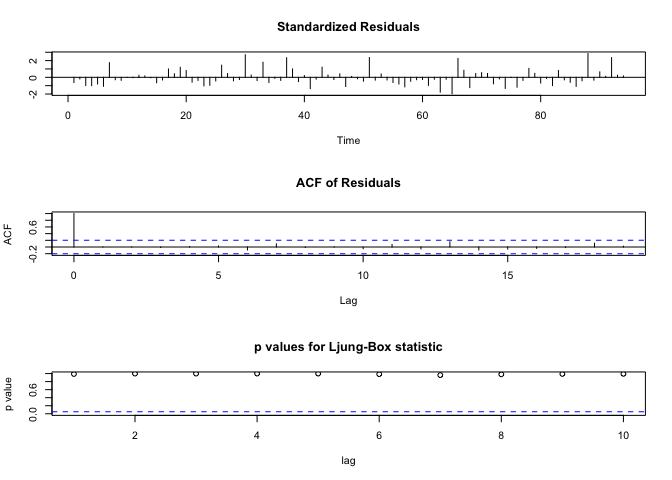 Standardized Residuals
2
0
-2
0 20 40 60 80
Time
ACF of Residuals
ACF
0.6
-0.2
0 5 10 15
Lag
p values for Ljung-Box statistic
p value
0.6
0.0
2 4 6 8 10
lag